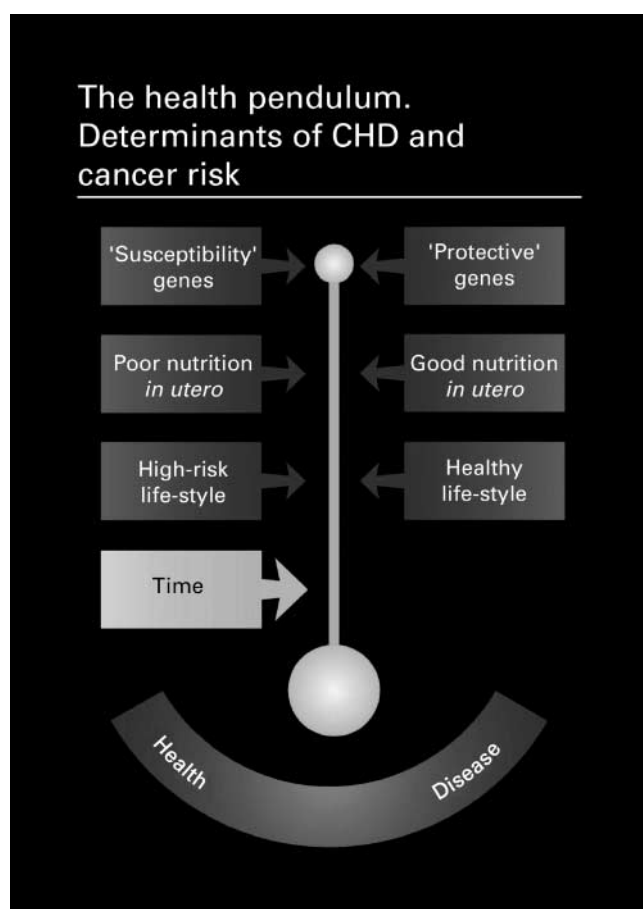 The health pendulum.
Determinants of CHD and
cancer risk
'Susceptibility'
genes
'Protective'
genes
Poor nutrition
in utero
Good nutrition
in utero
High-risk
life-style
Healthy
life-style
Time
Health
Disease